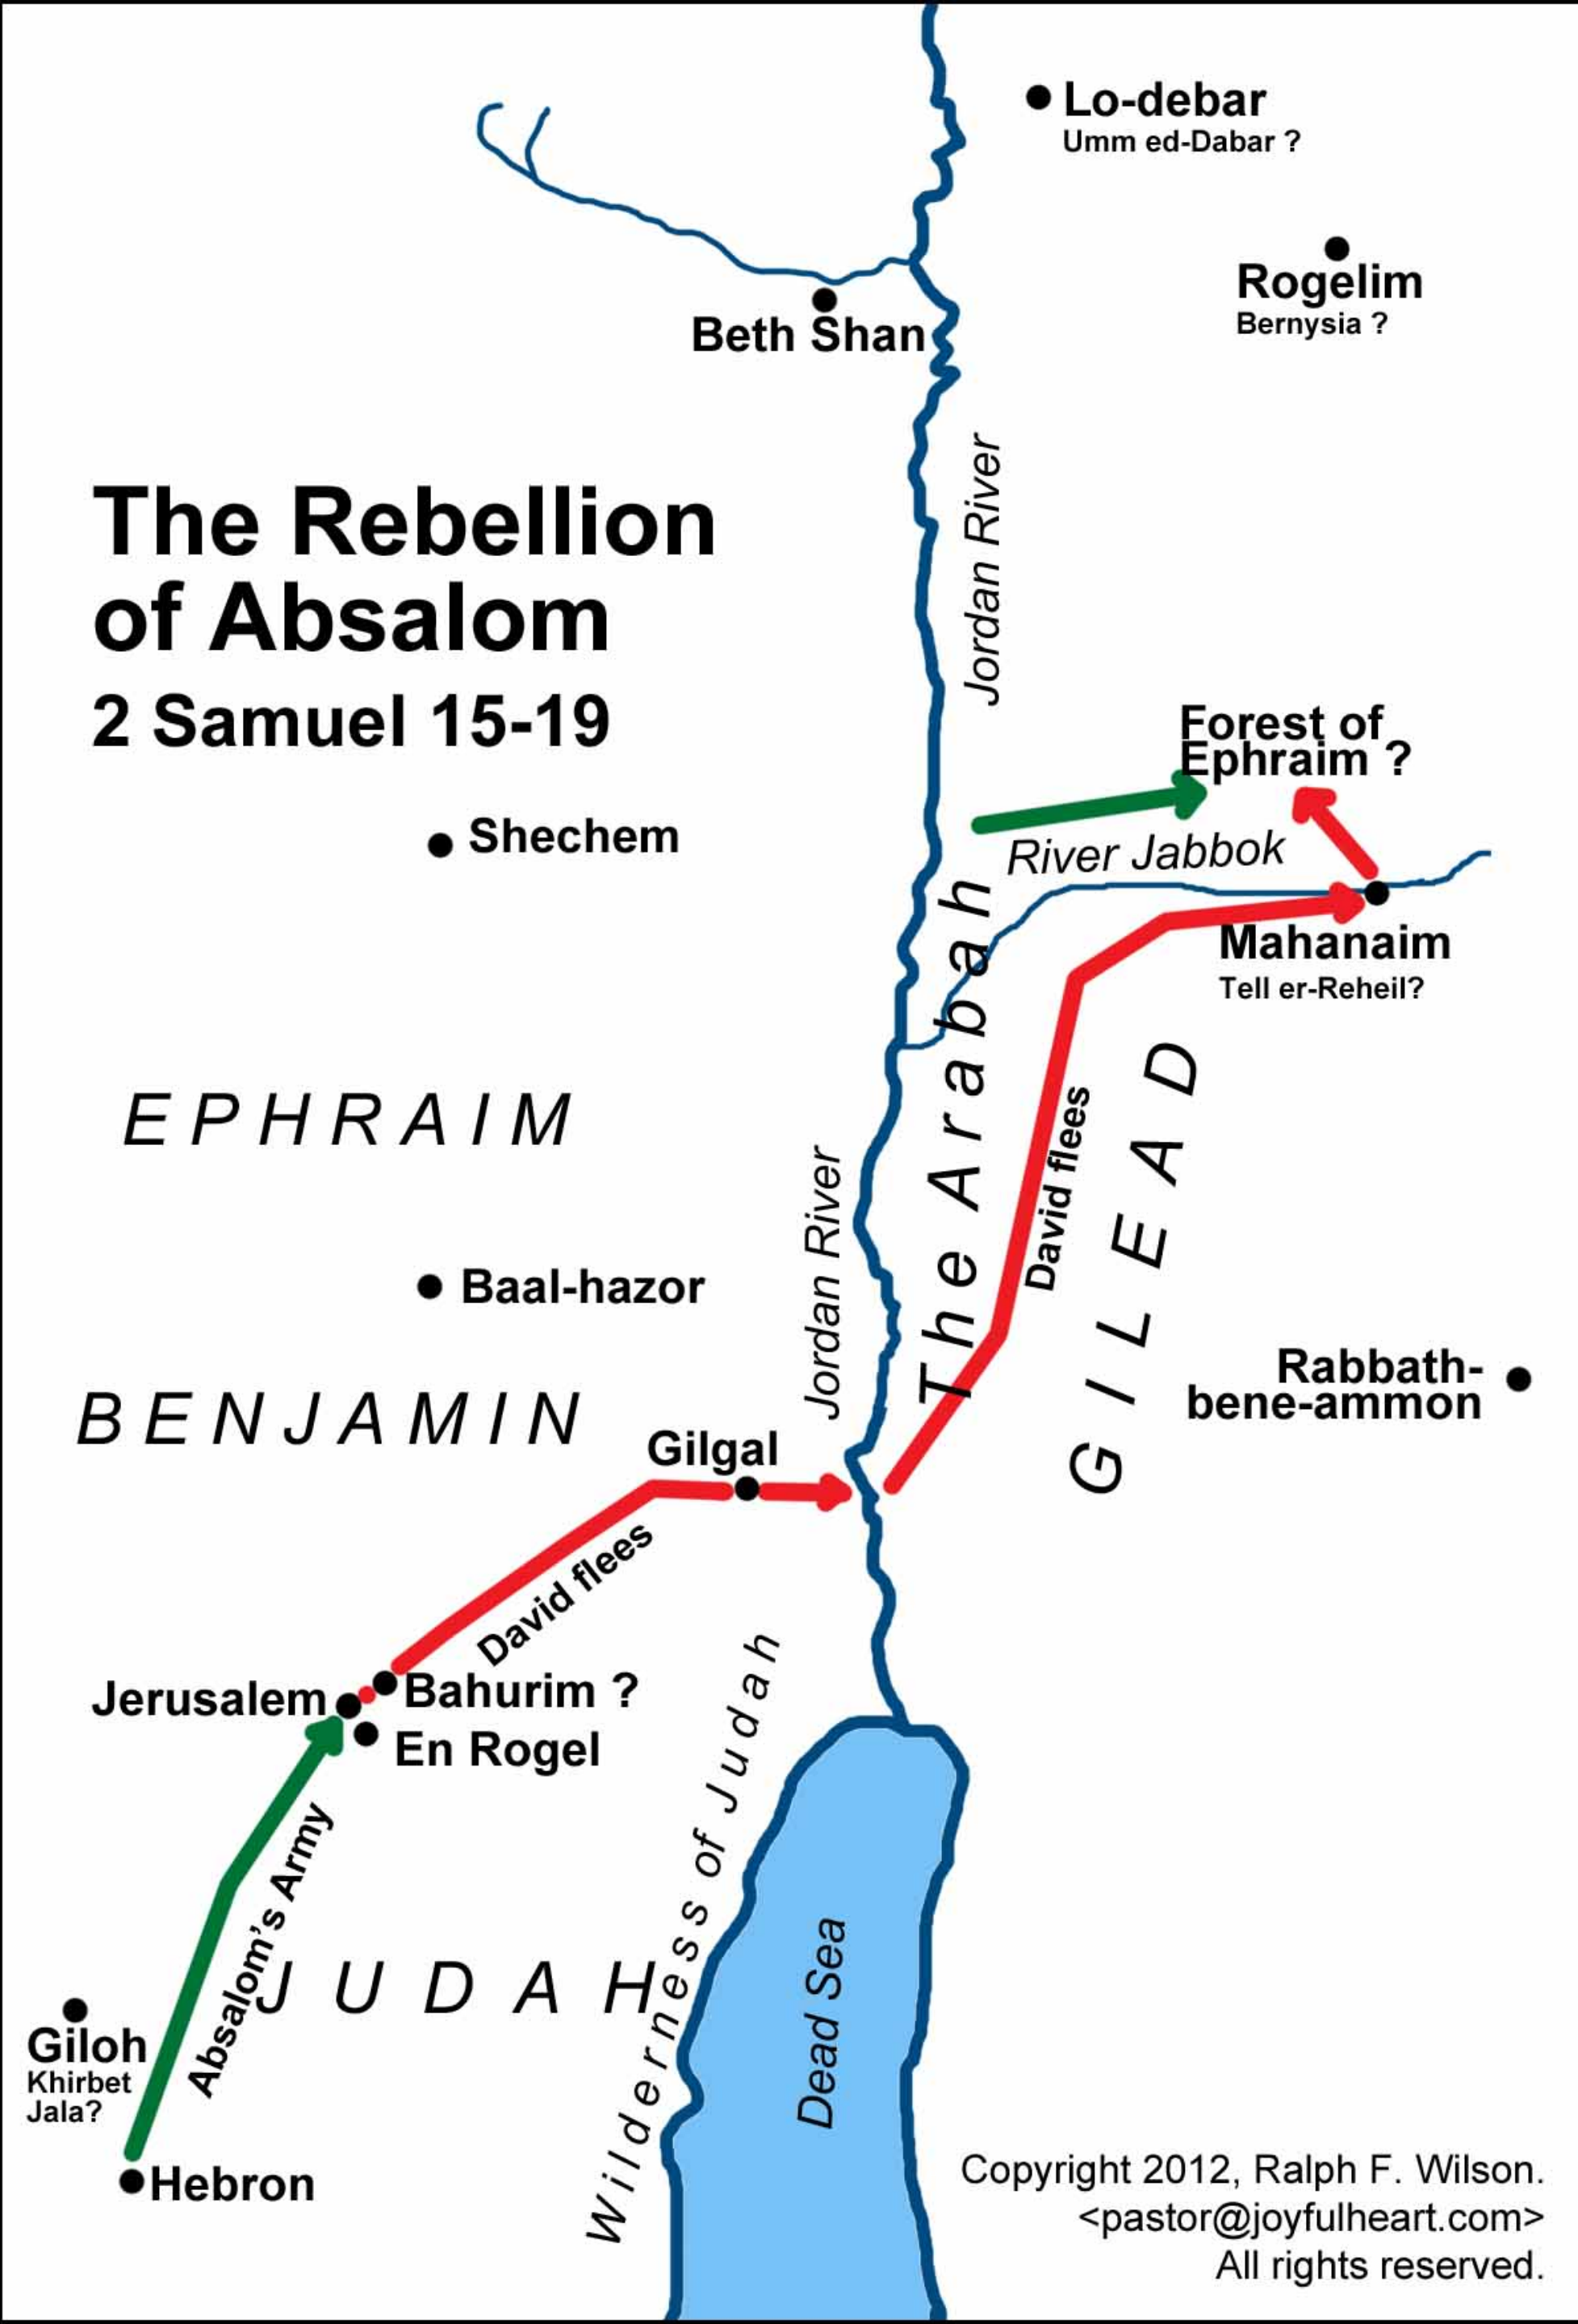 Lo-debar
Umm ed-Dabar ?
Rogelim
Bernysia ?
Beth Shan
Jordan River
The Rebellion
of Absalom
2 Samuel 15-19
Forest of
Ephraim ?
Shechem
River Jabbok
Mahanaim
Tell er-Reheil?
The Arabah
EPHRAIM
David flees
GILEAD
Jordan River
Baal-hazor
Rabbath-
bene-ammon
BENJAMIN
Gilgal
David flees
Jerusalem
Bahurim ?
En Rogel
Wilderness of Judah
Absalom's Army
JUDAH
Dead Sea
Giloh
Khirbet
Jala?
Hebron
Copyright 2012, Ralph F. Wilson.
<pastor@joyfulheart.com>
All rights reserved.